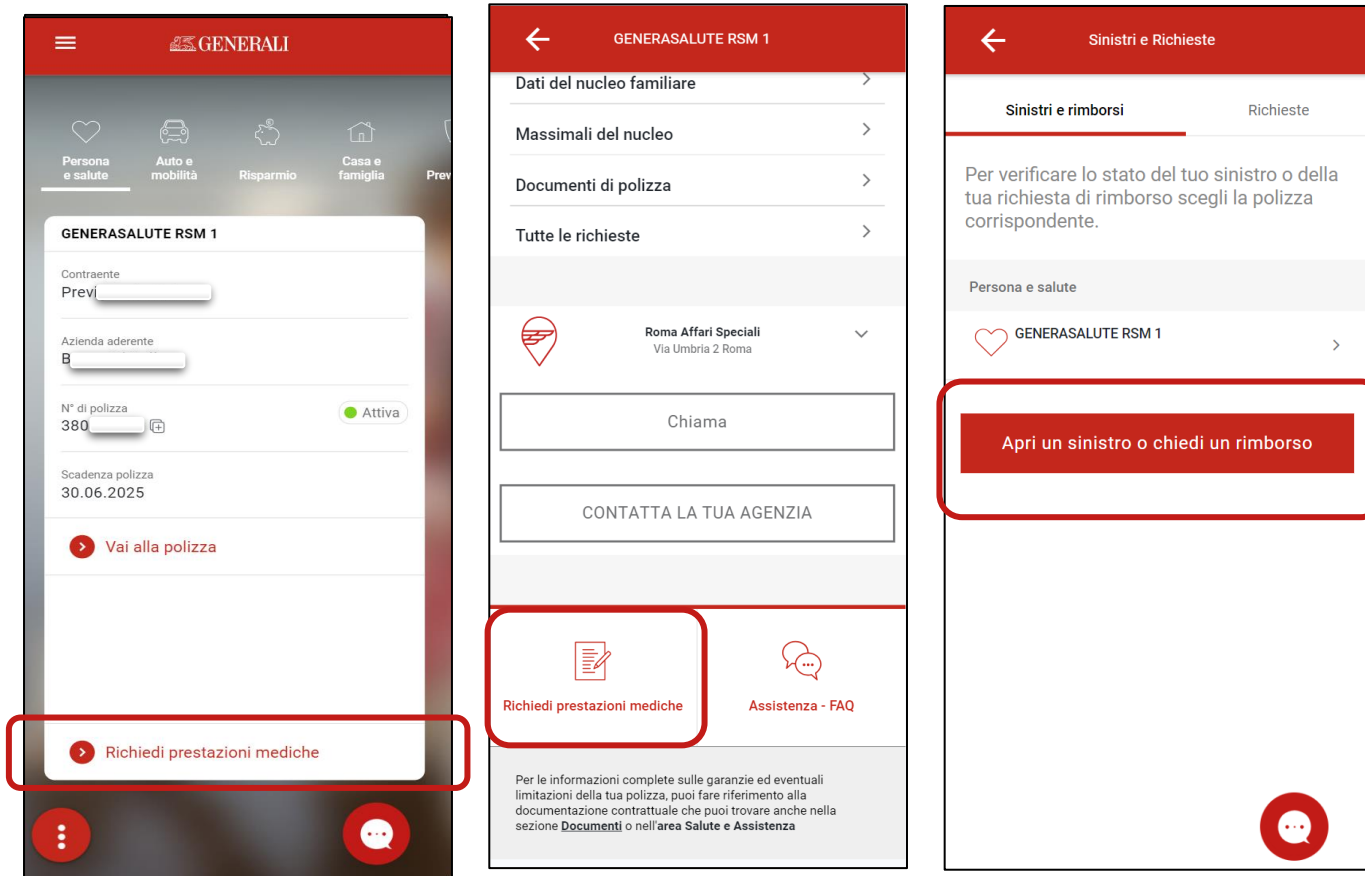 GENERALI
Persona
e salute
Auto e
mobilità
Risparmio
Casa e
famiglia
Prev
GENERASALUTE RSM 1
Contraente
Previ
Azienda aderente
B
N° di polizza
380
Attiva
Scadenza polizza
30.06.2025
Vai alla polizza
Richiedi prestazioni mediche
GENERASALUTE RSM 1
Dati del nucleo familiare
Massimali del nucleo
Documenti di polizza
Tutte le richieste
Roma Affari Speciali
Via Umbria 2 Roma
Chiama
CONTATTA LA TUA AGENZIA
Richiedi prestazioni mediche
Assistenza - FAQ
Per le informazioni complete sulle garanzie ed eventuali
limitazioni della tua polizza, puoi fare riferimento alla
documentazione contrattuale che puoi trovare anche nella
sezione Documenti o nell'area Salute e Assistenza
Sinistri e Richieste
Sinistri e rimborsi
Richieste
Per verificare lo stato del tuo sinistro o della
tua richiesta di rimborso scegli la polizza
corrispondente.
Persona e salute
GENERASALUTE RSM 1
Apri un sinistro o chiedi un rimborso